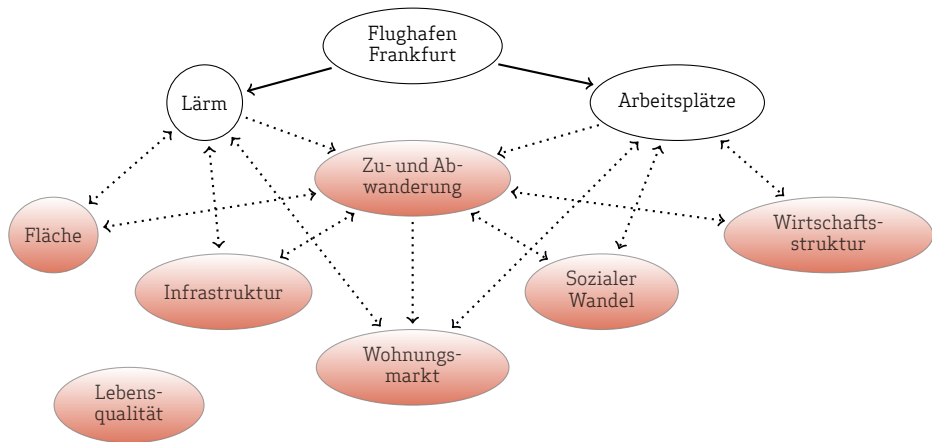 Flughafen
Frankfurt
Lärm
Arbeitsplätze
Zu- und Ab-
wanderung
Fläche
Wirtschafts-
struktur
Infrastruktur
Sozialer
Wandel
Wohnungs-
markt
Lebens-
qualität